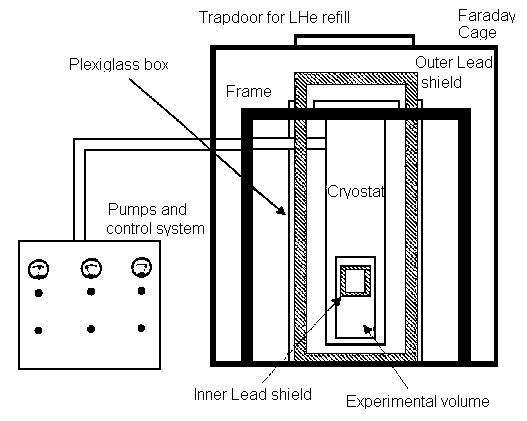 Trapdoor for LHe refill
Faraday
Cage
Plexiglass box
Outer Lead
shield
Frame
Cryostat
Pumps and
control system
Inner Lead shield
Experimental volume